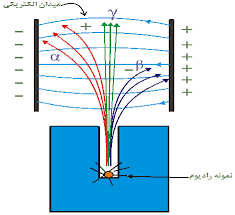 میدان الکتریکی
γ
+
α
− β
− − − − − −
+ + + + + +
نمونه رادیوم